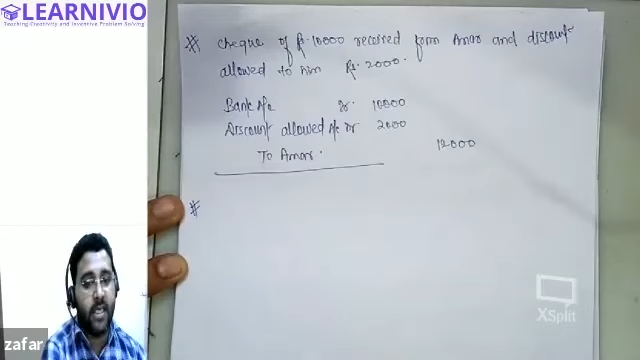 LEARNIVIO
Teaching Creativity and Inventive Problem Solving
cheque of Rs. 10000 received form Amar and discount
allowed to him Rs. 2000.
Bank A/c Dr. 10000
Discount allowed A/c Dr 2000
To Amar. 12000
#
XSplit
zafar